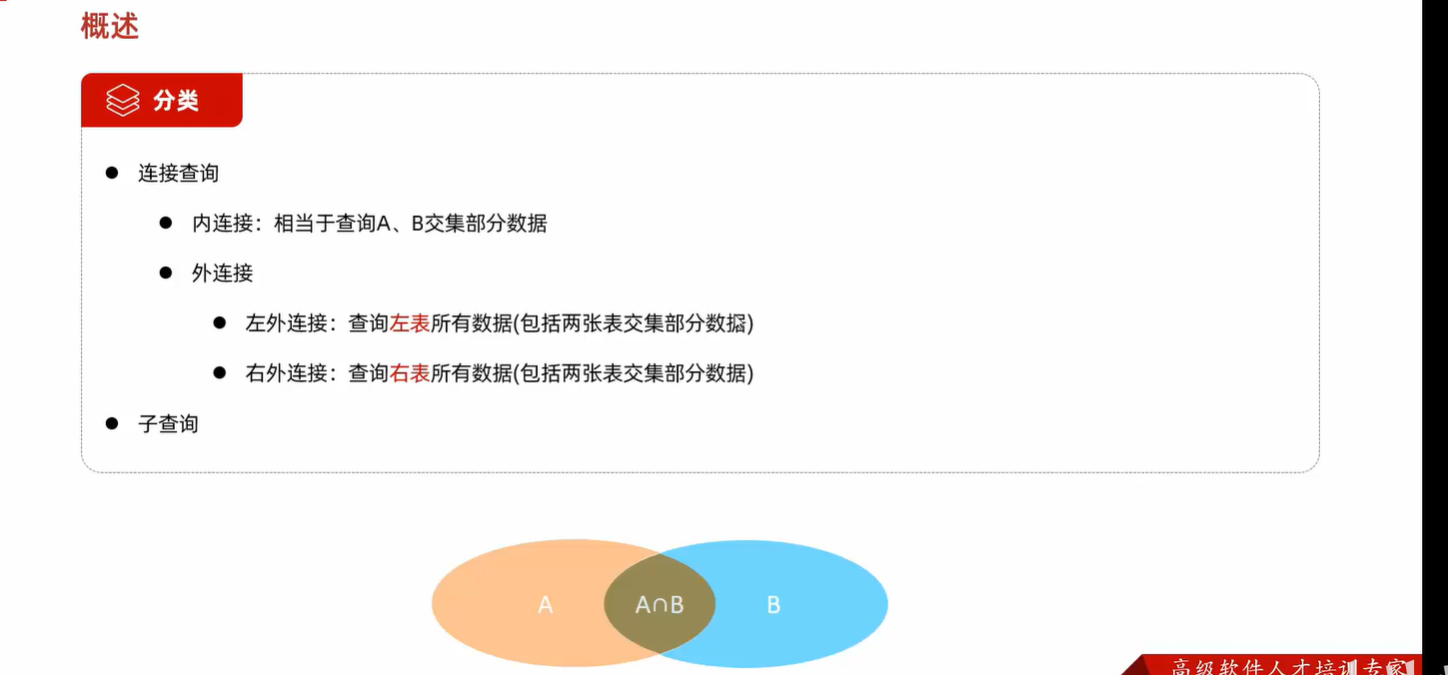 概述
分类
连接查询
内连接：相当于查询A、B交集部分数据
外连接
左外连接：查询左表所有数据(包括两张表交集部分数据)
右外连接：查询右表所有数据(包括两张表交集部分数据)
子查询
A A∩B B
高级软件人才培训专家